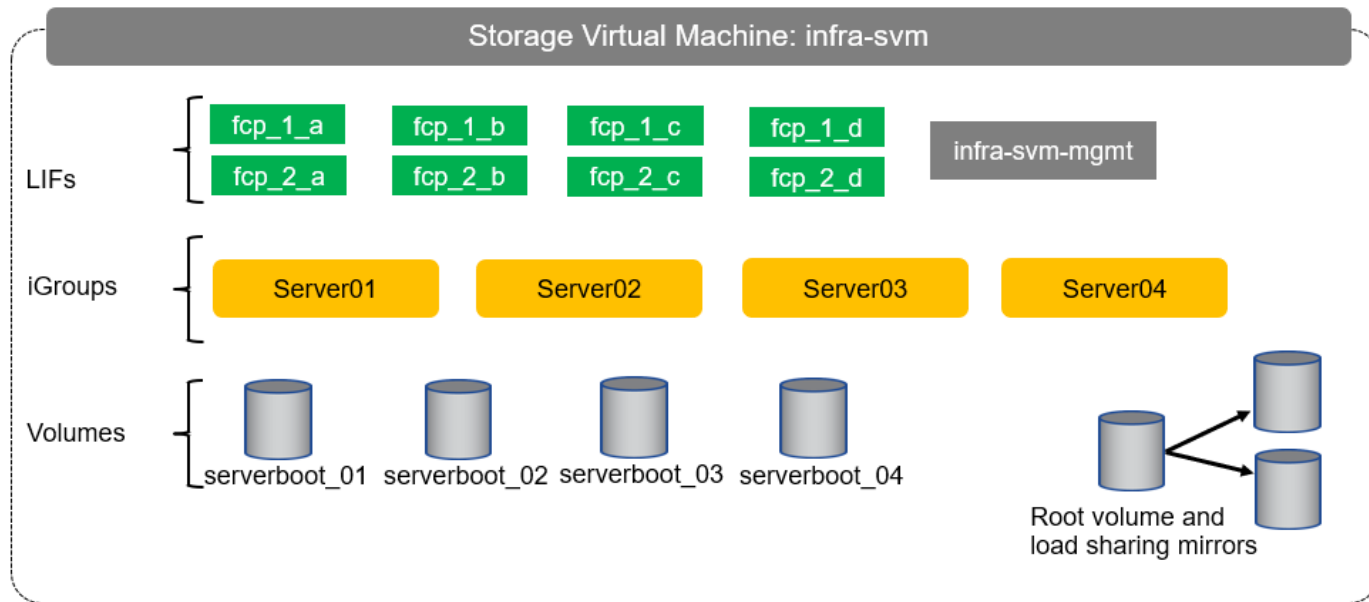 Storage Virtual Machine: infra-svm
LIFs
fcp_1_a
fcp_1_b
fcp_1_c
fcp_1_d
infra-svm-mgmt
fcp_2_a
fcp_2_b
fcp_2_c
fcp_2_d
iGroups
Server01
Server02
Server03
Server04
Volumes
serverboot_01
serverboot_02
serverboot_03
serverboot_04
Root volume and
load sharing mirrors